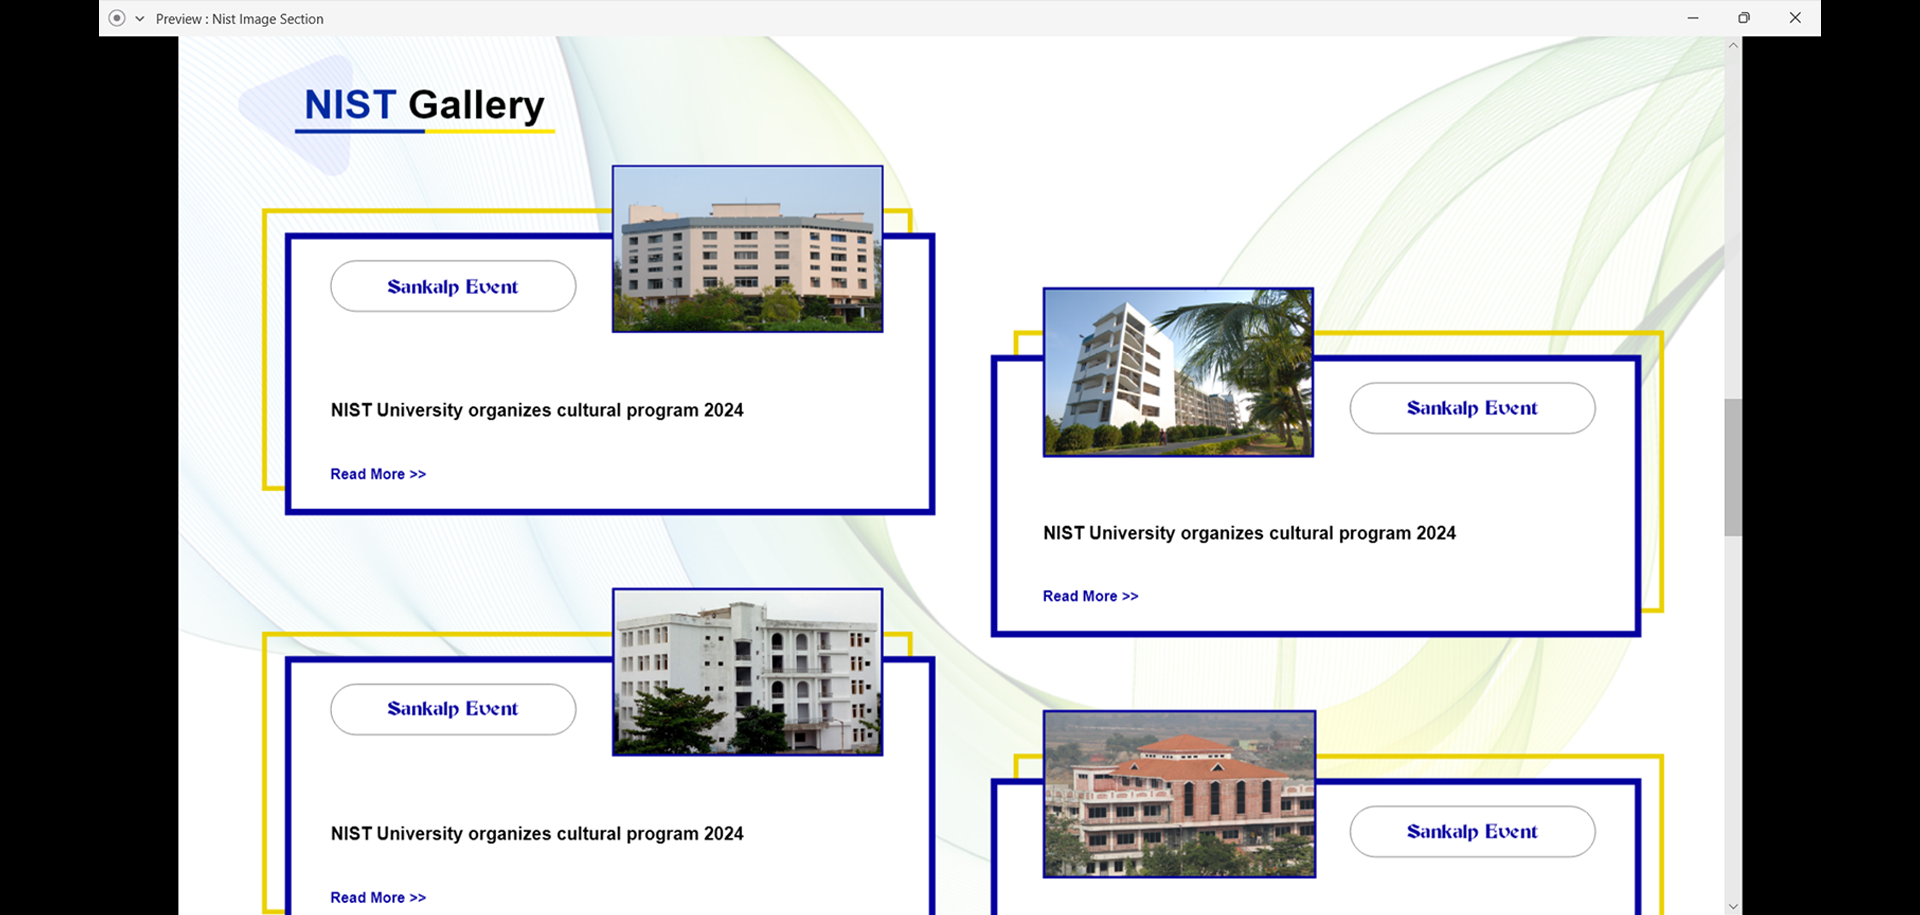 Preview : Nist Image Section
NIST Gallery
Sankalp Event
NIST University organizes cultural program 2024
Read More >>
Sankalp Event
NIST University organizes cultural program 2024
Read More >>
Sankalp Event
NIST University organizes cultural program 2024
Read More >>
Sankalp Event